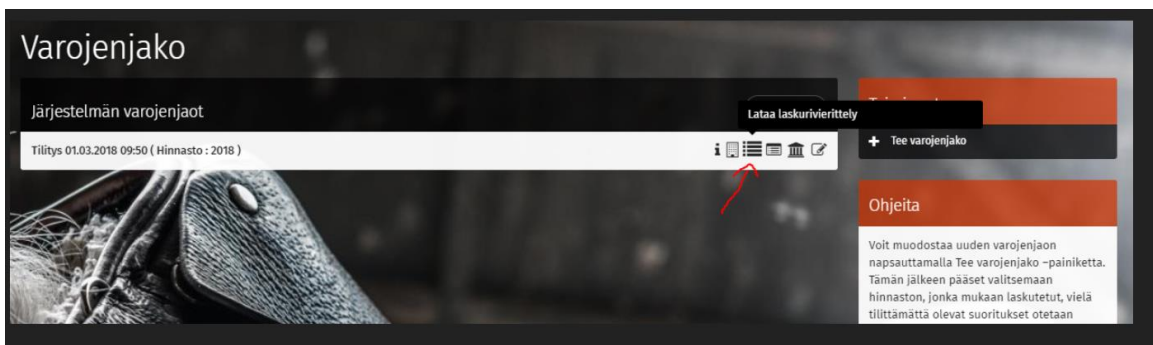 Varojenjako
Järjestelmän varojenjaot
Lataa laskurivierittely
Tilitys 01.03.2018 09:50 ( Hinnasto : 2018 )
Tee varojenjako
Ohjeita
Voit muodostaa uuden varojenjaon
napsauttamalla Tee varojenjako –painiketta.
Tämän jälkeen pääset valitsemaan
hinnaston, jonka mukaan laskutetut, vielä
tilittämättä olevat suoritukset otetaan